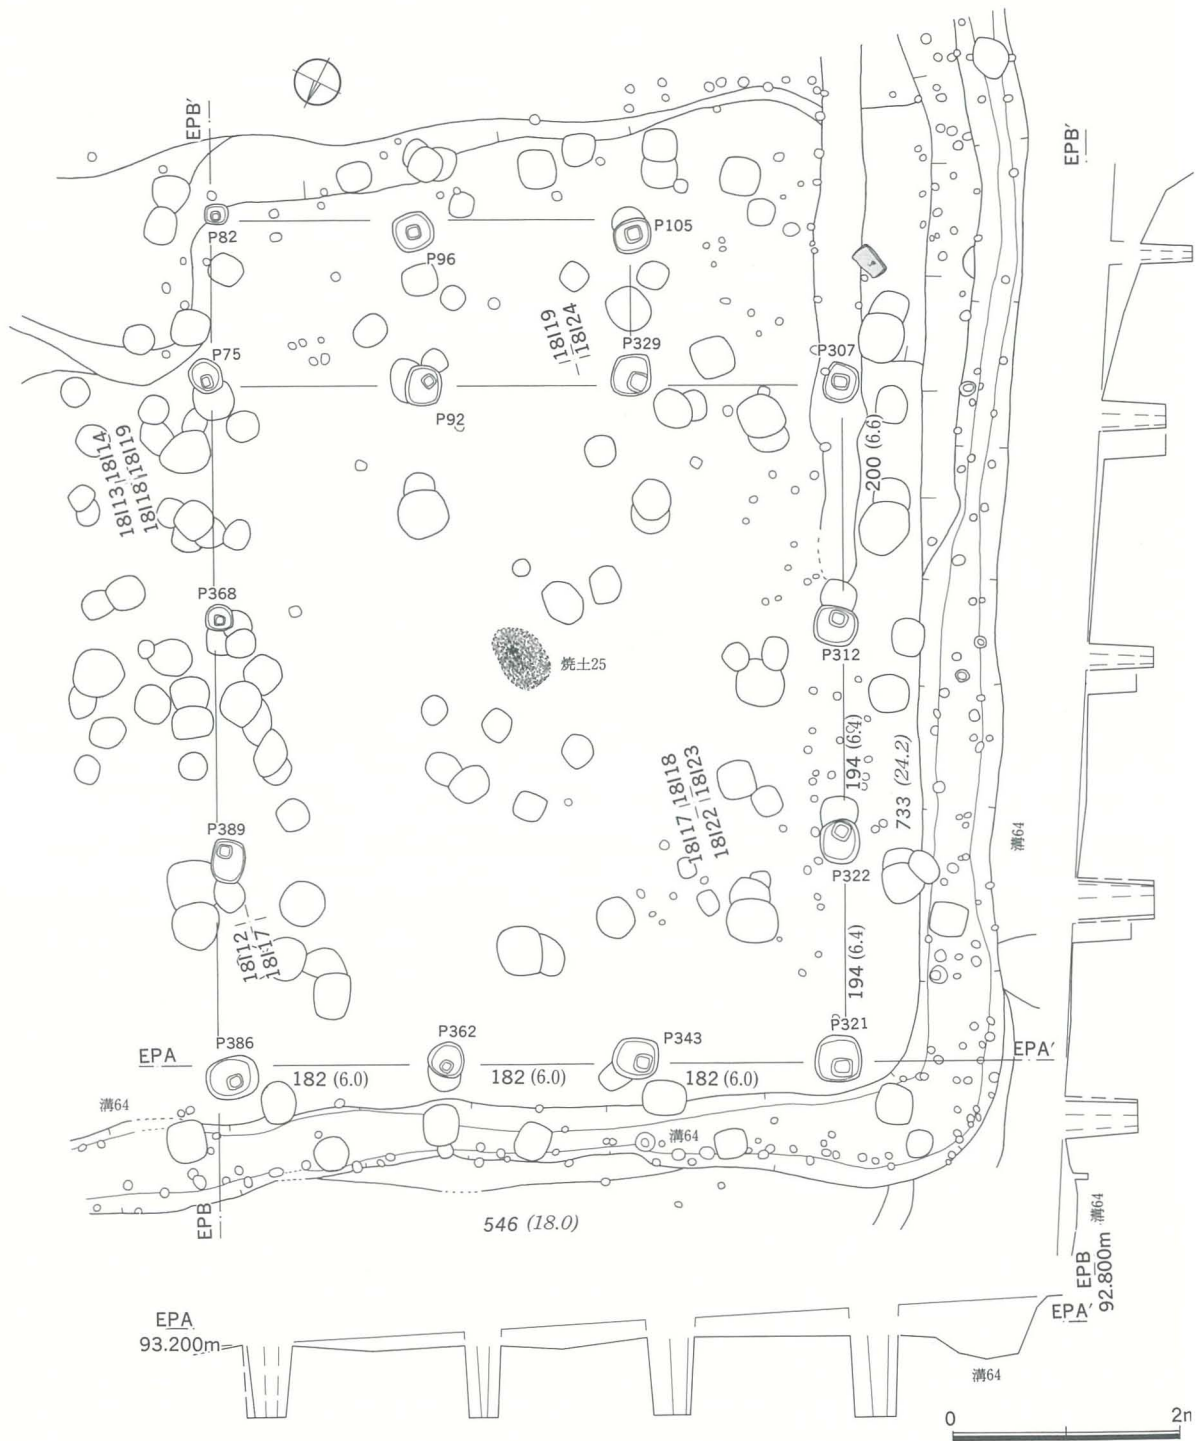 EPB′
EPB′
P82
P96
P105
18I19
18I24
P75
P92
P329
P307
18I13 18I14
18I18 18I19
200 (6.6)
P368
焼土25
P312
194 (6.4)
733 (24.2)
18I17 18I18
18I22 18I23
溝64
P389
P322
18I12
18I17
194 (6.4)
EPA
P386
P362
P343
P321
EPA′
182 (6.0)
182 (6.0)
182 (6.0)
溝64
溝64
EPB
546 (18.0)
溝64
EPB
92.800m
EPA
93.200m
EPA′
溝64
0